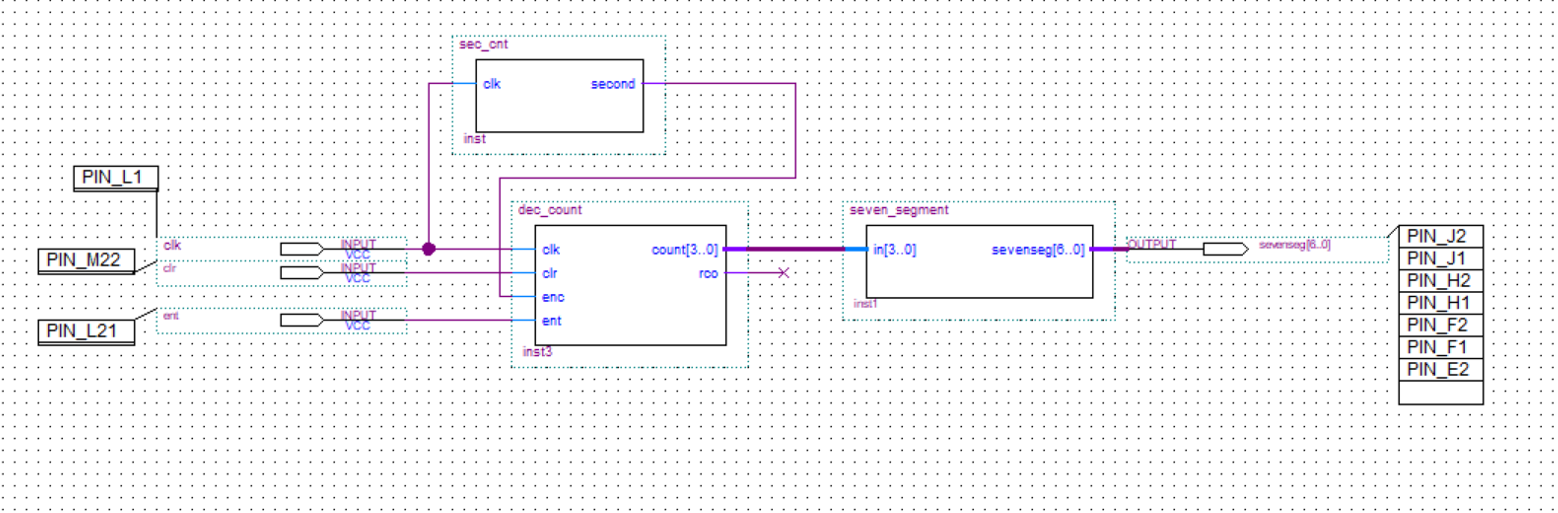 sec_cnt
clk second
inst
PIN_L1
PIN_M22
PIN_L21
clk INPUT VCC
clr INPUT VCC
ent INPUT VCC
dec_count
clk count[3..0]
clr rco
enc
ent
inst3
seven_segment
in[3..0] sevenseg[6..0]
inst1
OUTPUT sevenseg[6..0]
PIN_J2
PIN_J1
PIN_H2
PIN_H1
PIN_F2
PIN_F1
PIN_E2